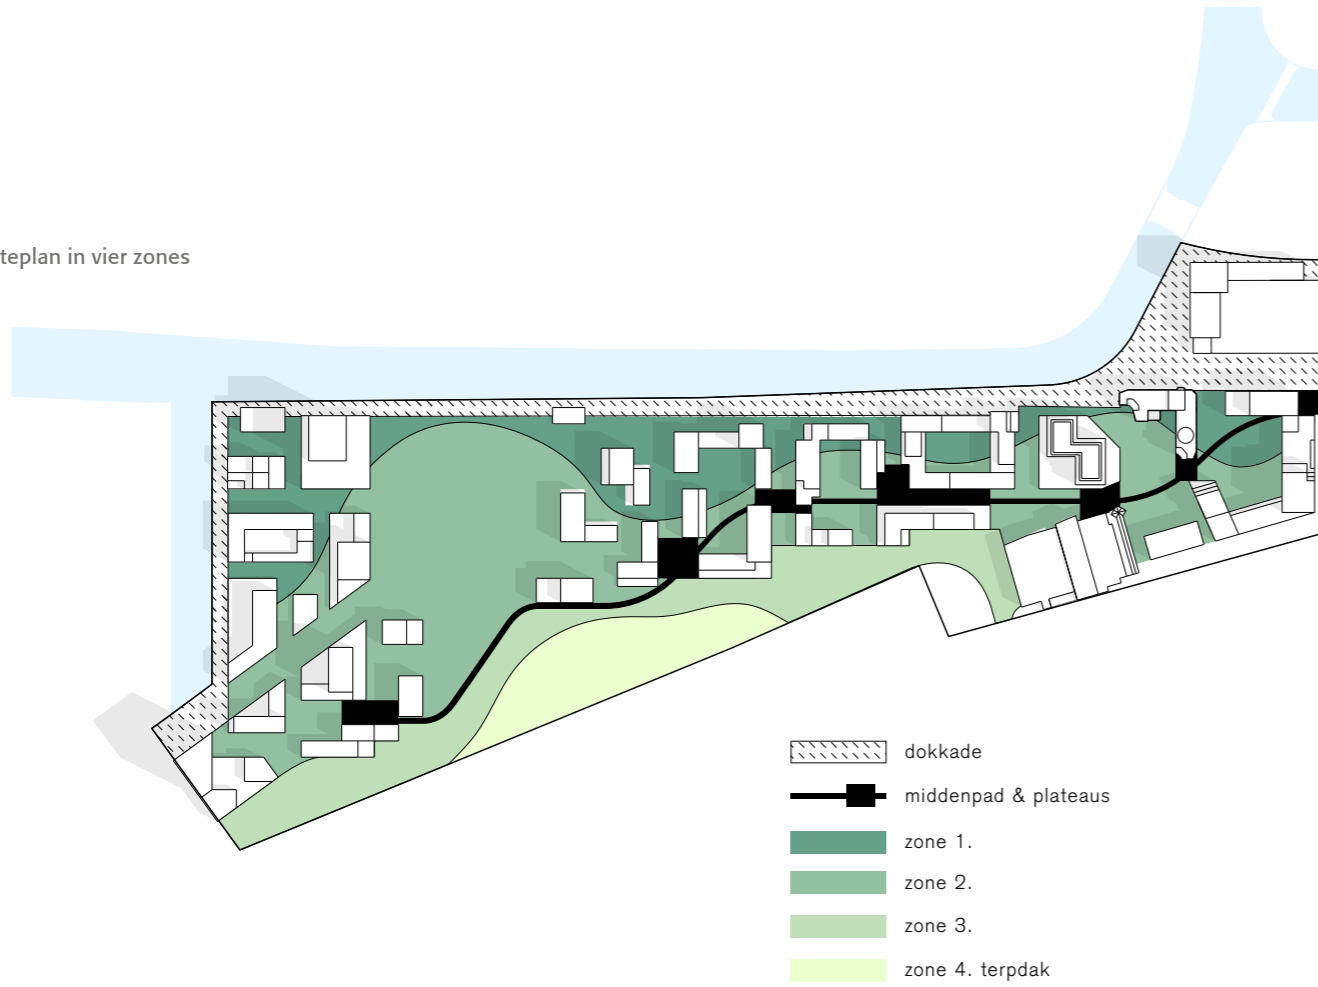 teplan in vier zones
dokkade
middenpad & plateaus
zone 1.
zone 2.
zone 3.
zone 4. terpdak